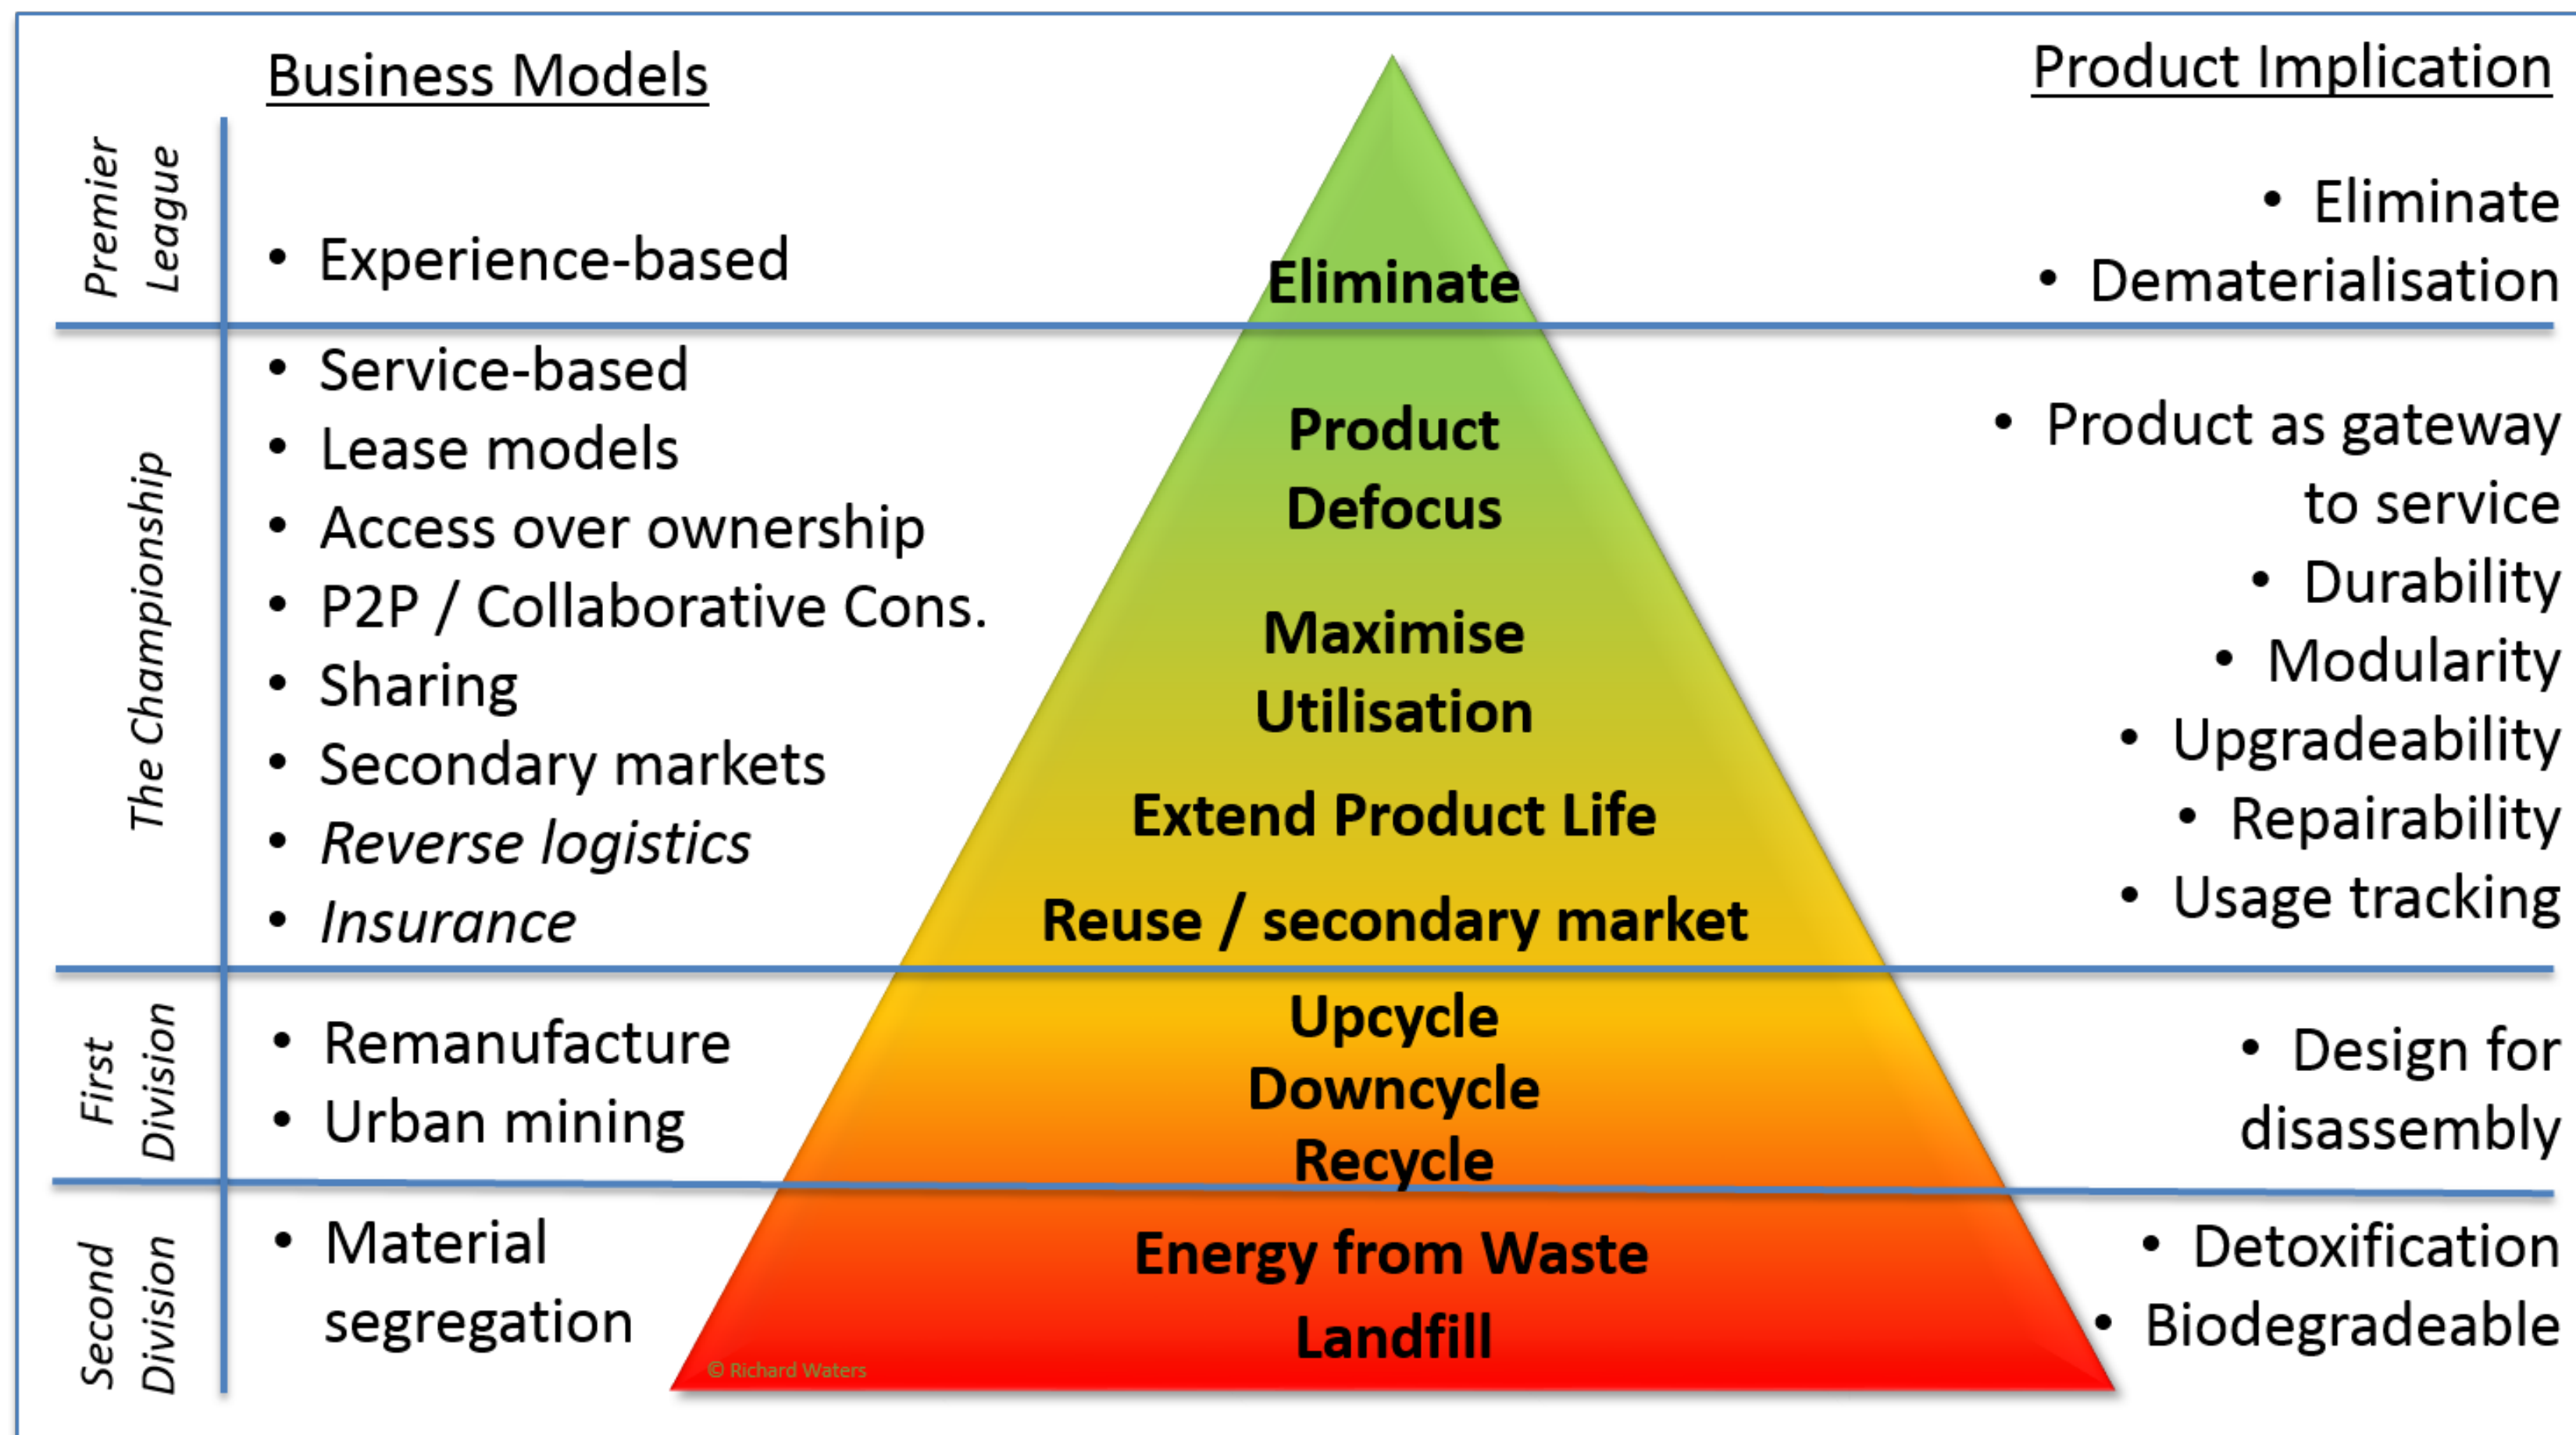 Business Models
Product Implication
Premier
League
• Experience-based
Eliminate
• Eliminate
• Dematerialisation
The Championship
• Service-based
• Lease models
• Access over ownership
• P2P / Collaborative Cons.
• Sharing
• Secondary markets
• Reverse logistics
• Insurance
Product
Defocus
Maximise
Utilisation
Extend Product Life
Reuse / secondary market
• Product as gateway
to service
• Durability
• Modularity
• Upgradeability
• Repairability
• Usage tracking
First
Division
• Remanufacture
• Urban mining
Upcycle
Downcycle
Recycle
• Design for
disassembly
Second
Division
• Material
segregation
Energy from Waste
Landfill
• Detoxification
• Biodegradeable
© Richard Waters